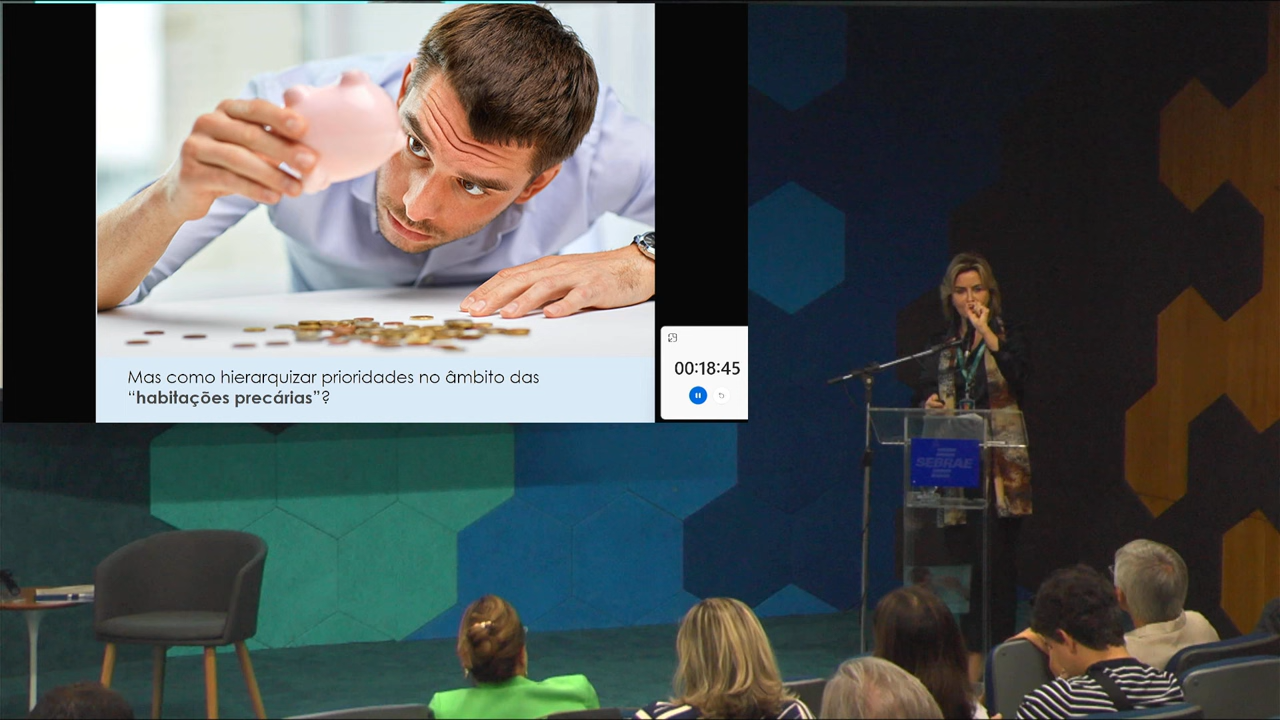 Mas como hierarquizar prioridades no âmbito das
“habitações precárias”?
00:18:45
SEBRAE